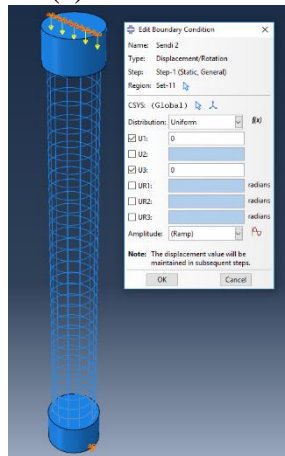 Edit Boundary Condition
Name: Sendi 2
Type: Displacement/Rotation
Step: Step-1 (Static, General)
Region: Set-11
CSYS: (Global)
Distribution: Uniform f(x)
U1: 0
U2:
U3: 0
UR1: radians
UR2: radians
UR3: radians
Amplitude: (Ramp)
Note: The displacement value will be
maintained in subsequent steps.
OK Cancel